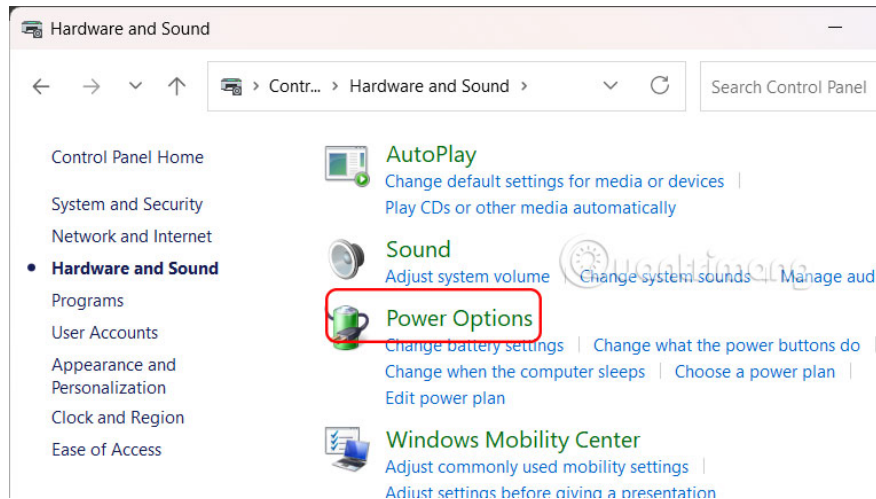 Hardware and Sound
Contr... > Hardware and Sound >
Search Control Panel
Control Panel Home
System and Security
Network and Internet
Hardware and Sound
Programs
User Accounts
Appearance and
Personalization
Clock and Region
Ease of Access
AutoPlay
Change default settings for media or devices
Play CDs or other media automatically
Sound
Adjust system volume Change system sounds Manage aud
Quantrimang
Power Options
Change battery settings Change what the power buttons do
Change when the computer sleeps Choose a power plan
Edit power plan
Windows Mobility Center
Adjust commonly used mobility settings
Adjust settings before giving a presentation